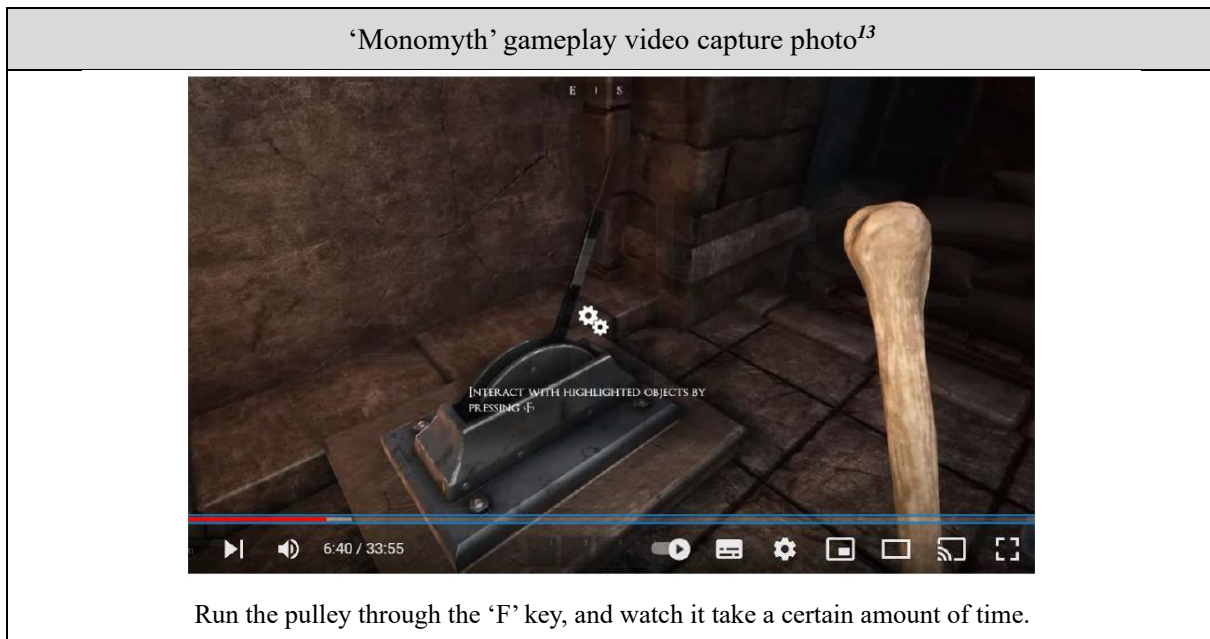 ‘Monomyth’ gameplay video capture photo13
E | S
INTERACT WITH HIGHLIGHTED OBJECTS BY
PRESSING ‹F›
6:40 / 33:55
Run the pulley through the ‘F’ key, and watch it take a certain amount of time.